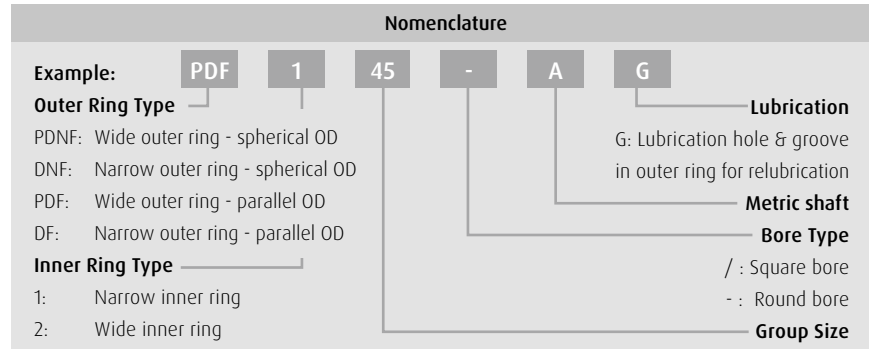 Nomenclature
Example: PDF 1 45 - A G
Outer Ring Type
Lubrication
PDNF: Wide outer ring - spherical OD
G: Lubrication hole & groove
DNF: Narrow outer ring - spherical OD
in outer ring for relubrication
PDF: Wide outer ring - parallel OD
Metric shaft
DF: Narrow outer ring - parallel OD
Bore Type
Inner Ring Type
/ : Square bore
1: Narrow inner ring
- : Round bore
2: Wide inner ring
Group Size